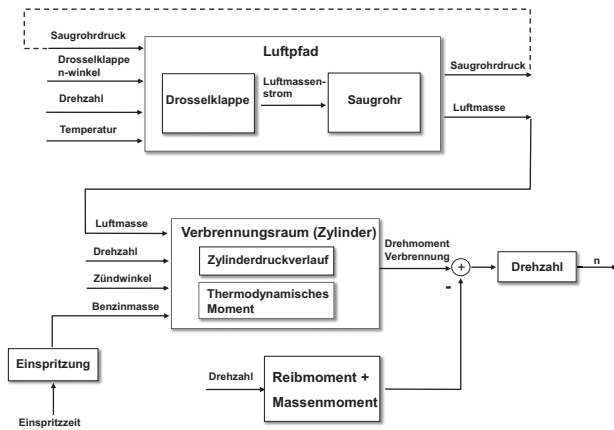 Saugrohrdruck
Drosselklappe
n-winkel
Drehzahl
Temperatur
Luftpfad
Drosselklappe
Luftmassen-
strom
Saugrohr
Saugrohrdruck
Luftmasse
Luftmasse
Drehzahl
Zündwinkel
Benzinmasse
Verbrennungsraum (Zylinder)
Zylinderdruckverlauf
Thermodynamisches
Moment
Drehmoment
Verbrennung
+
-
Drehzahl
n
Einspritzung
Einspritzzeit
Drehzahl
Reibmoment +
Massenmoment